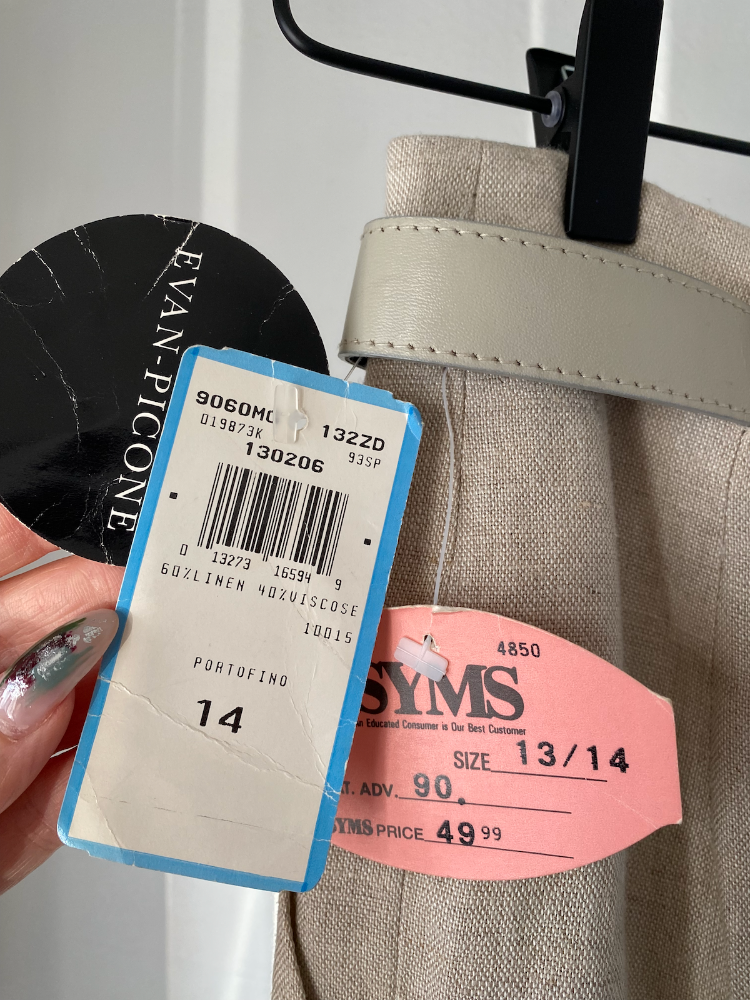 EVAN-PICONE
9060MC 132ZD
019873K 93SP
130206
0 13273 16594 9
60%LINEN 40%VISCOSE
10015
PORTOFINO
14
4850
SYMS
An Educated Consumer is Our Best Customer
SIZE 13/14
T. ADV. 90.
SYMS PRICE 49 99